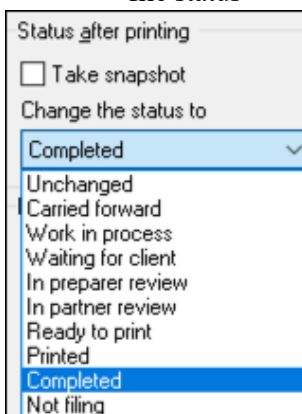 Status after printing
Take snapshot
Change the status to
Completed
Unchanged
Carried forward
Work in process
Waiting for client
In preparer review
In partner review
Ready to print
Printed
Completed
Not filing